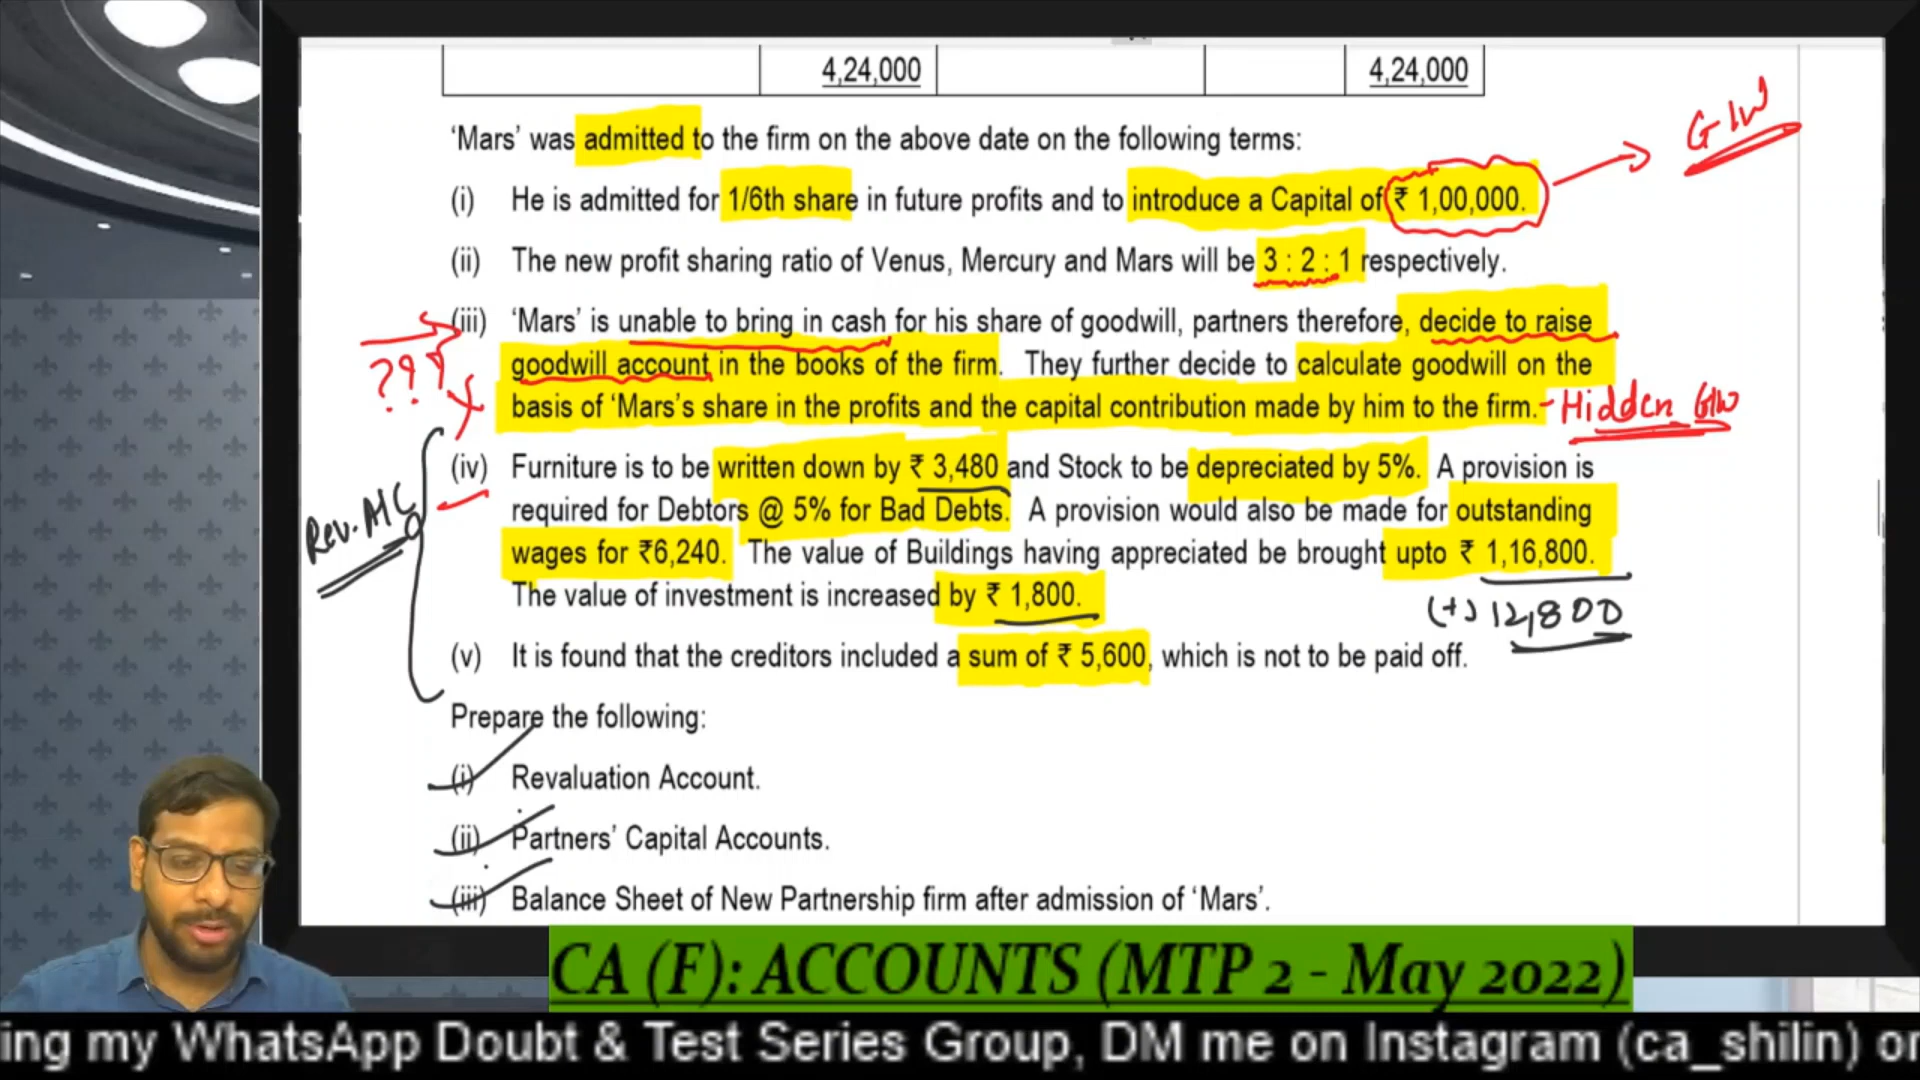 4,24,000 4,24,000
G/W
‘Mars’ was admitted to the firm on the above date on the following terms:
(i) He is admitted for 1/6th share in future profits and to introduce a Capital of ₹ 1,00,000.
(ii) The new profit sharing ratio of Venus, Mercury and Mars will be 3 : 2 : 1 respectively.
(iii) ‘Mars’ is unable to bring in cash for his share of goodwill, partners therefore, decide to raise
??? goodwill account in the books of the firm. They further decide to calculate goodwill on the
basis of ‘Mars’s share in the profits and the capital contribution made by him to the firm. - Hidden G/W
(iv) Furniture is to be written down by ₹ 3,480 and Stock to be depreciated by 5%. A provision is
Rev. A/C required for Debtors @ 5% for Bad Debts. A provision would also be made for outstanding
wages for ₹6,240. The value of Buildings having appreciated be brought upto ₹ 1,16,800.
The value of investment is increased by ₹ 1,800.
(+) 12,800
(v) It is found that the creditors included a sum of ₹ 5,600, which is not to be paid off.
Prepare the following:
(i) Revaluation Account.
(ii) Partners’ Capital Accounts.
(iii) Balance Sheet of New Partnership firm after admission of ‘Mars’.
CA (F): ACCOUNTS (MTP 2 - May 2022)
ing my WhatsApp Doubt & Test Series Group, DM me on Instagram (ca_shilin) or